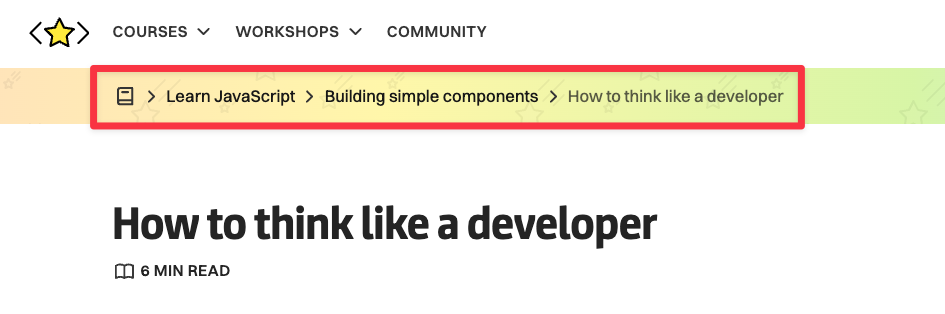 COURSES WORKSHOPS COMMUNITY
Learn JavaScript Building simple components How to think like a developer
How to think like a developer
6 MIN READ